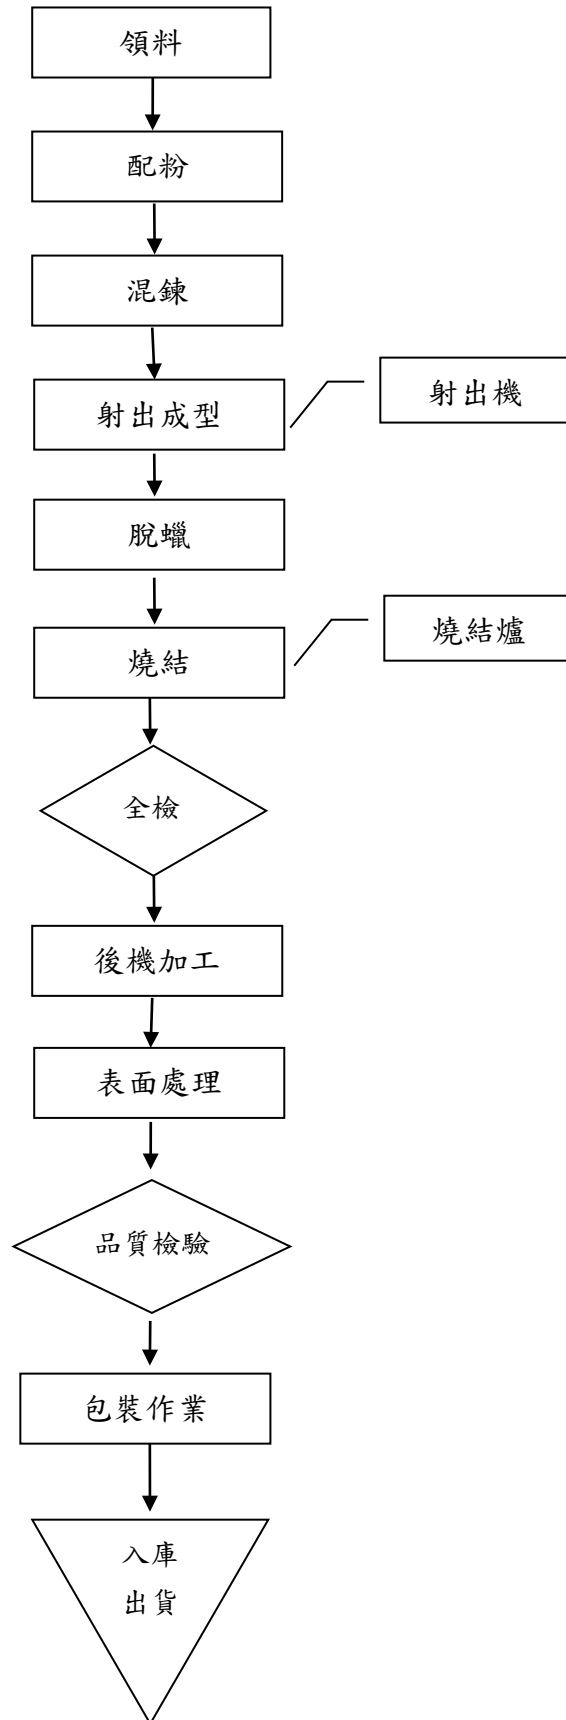 領料
配粉
混鍊
射出成型
射出機
脫蠟
燒結
燒結爐
全檢
後機加工
表面處理
品質檢驗
包裝作業
入庫
出貨